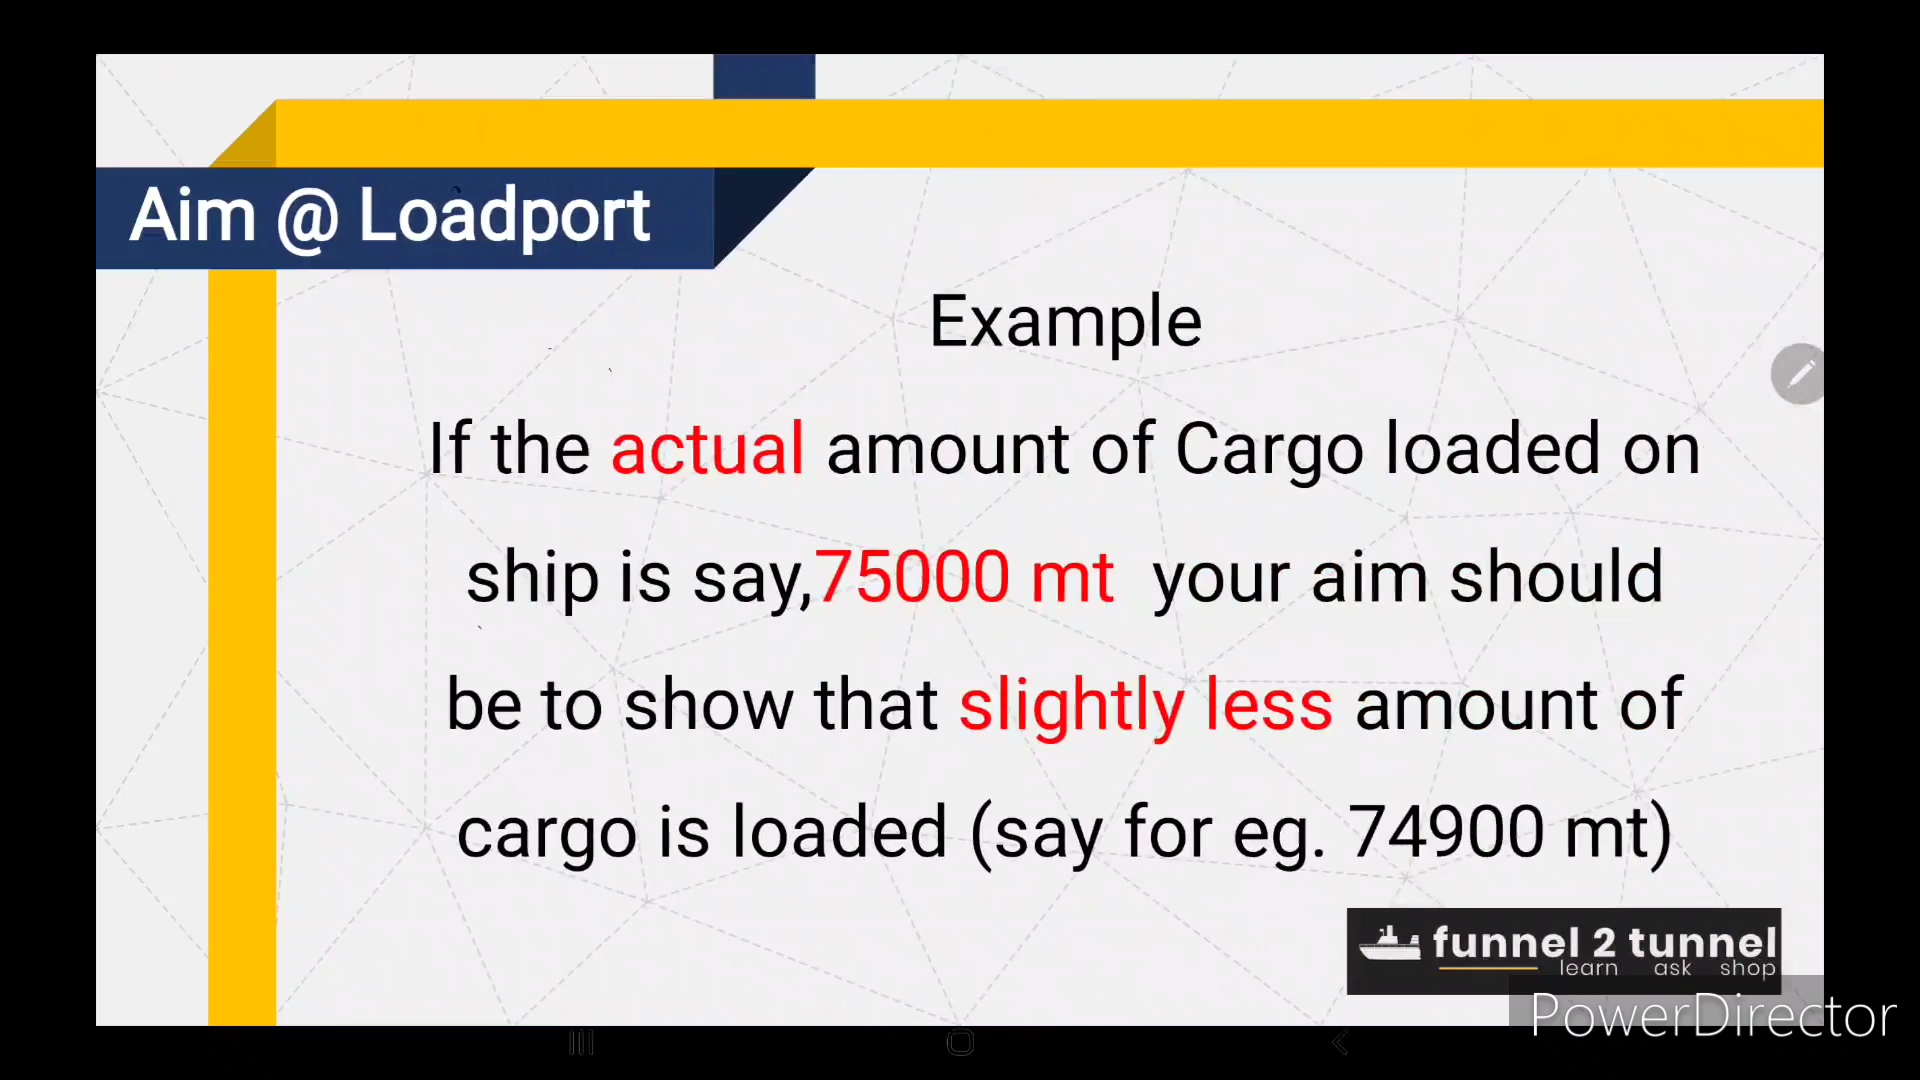 Aim @ Loadport
Example
If the actual amount of Cargo loaded on
ship is say,75000 mt your aim should
be to show that slightly less amount of
cargo is loaded (say for eg. 74900 mt)
funnel 2 tunnel
learn ask shop
PowerDirector